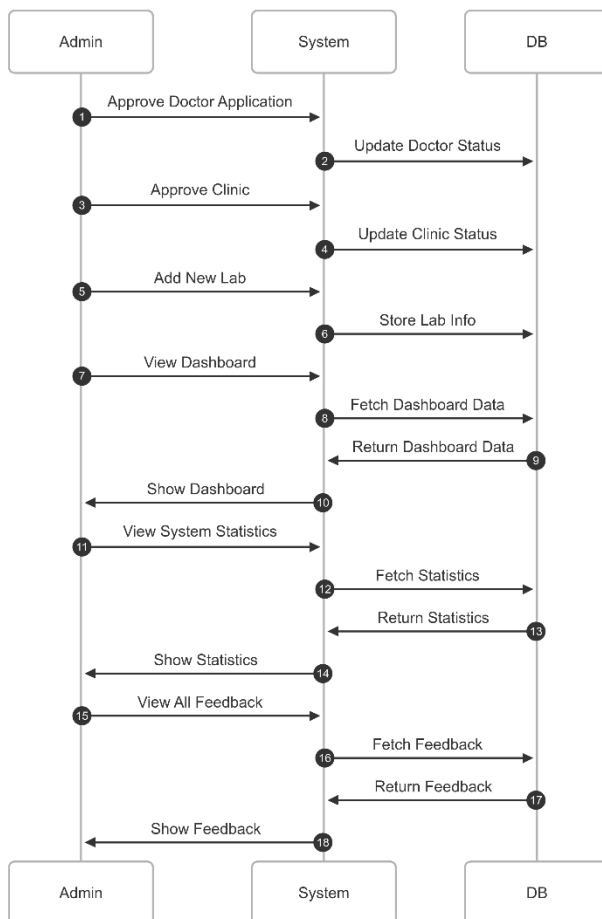 Admin System DB
Approve Doctor Application
1
Update Doctor Status
2
Approve Clinic
3
Update Clinic Status
4
Add New Lab
5
Store Lab Info
6
View Dashboard
7
Fetch Dashboard Data
8
Return Dashboard Data
9
Show Dashboard
10
View System Statistics
11
Fetch Statistics
12
Return Statistics
13
Show Statistics
14
View All Feedback
15
Fetch Feedback
16
Return Feedback
17
Show Feedback
18
Admin System DB